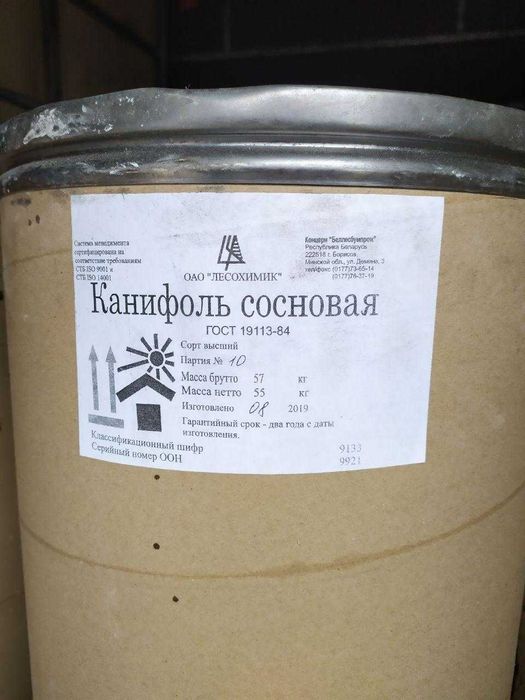 Система менеджмента
сертифицирована на
соответствие требованиям
СТБ ISO 9001 и
СТБ ISO 14001
ОАО "ЛЕСОХИМИК"
Концерн "Беллесбумпром"
Республика Беларусь
222518 г. Борисов
Минской обл., ул. Демина, 3
тел/факс (0177)73-65-14
(0177)76-37-19
Канифоль сосновая
ГОСТ 19113-84
Сорт высший
Партия № 10
Масса брутто 57 кг
Масса нетто 55 кг
Изготовлено 08 2019
Гарантийный срок - два года с даты
изготовления.
Классификационный шифр 9133
Серийный номер ООН 9921